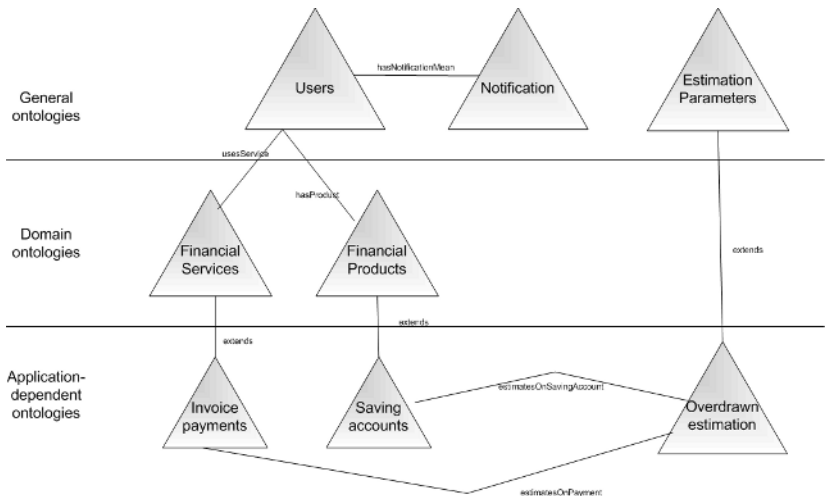 hasNotificationMean
Users
Notification
Estimation
Parameters
General
ontologies
usesService
hasProduct
Domain
ontologies
Financial
Services
Financial
Products
extends
extends
extends
Application-
dependent
ontologies
Invoice
payments
Saving
accounts
estimatesOnSavingAccount
Overdrawn
estimation
estimatesOnPayment